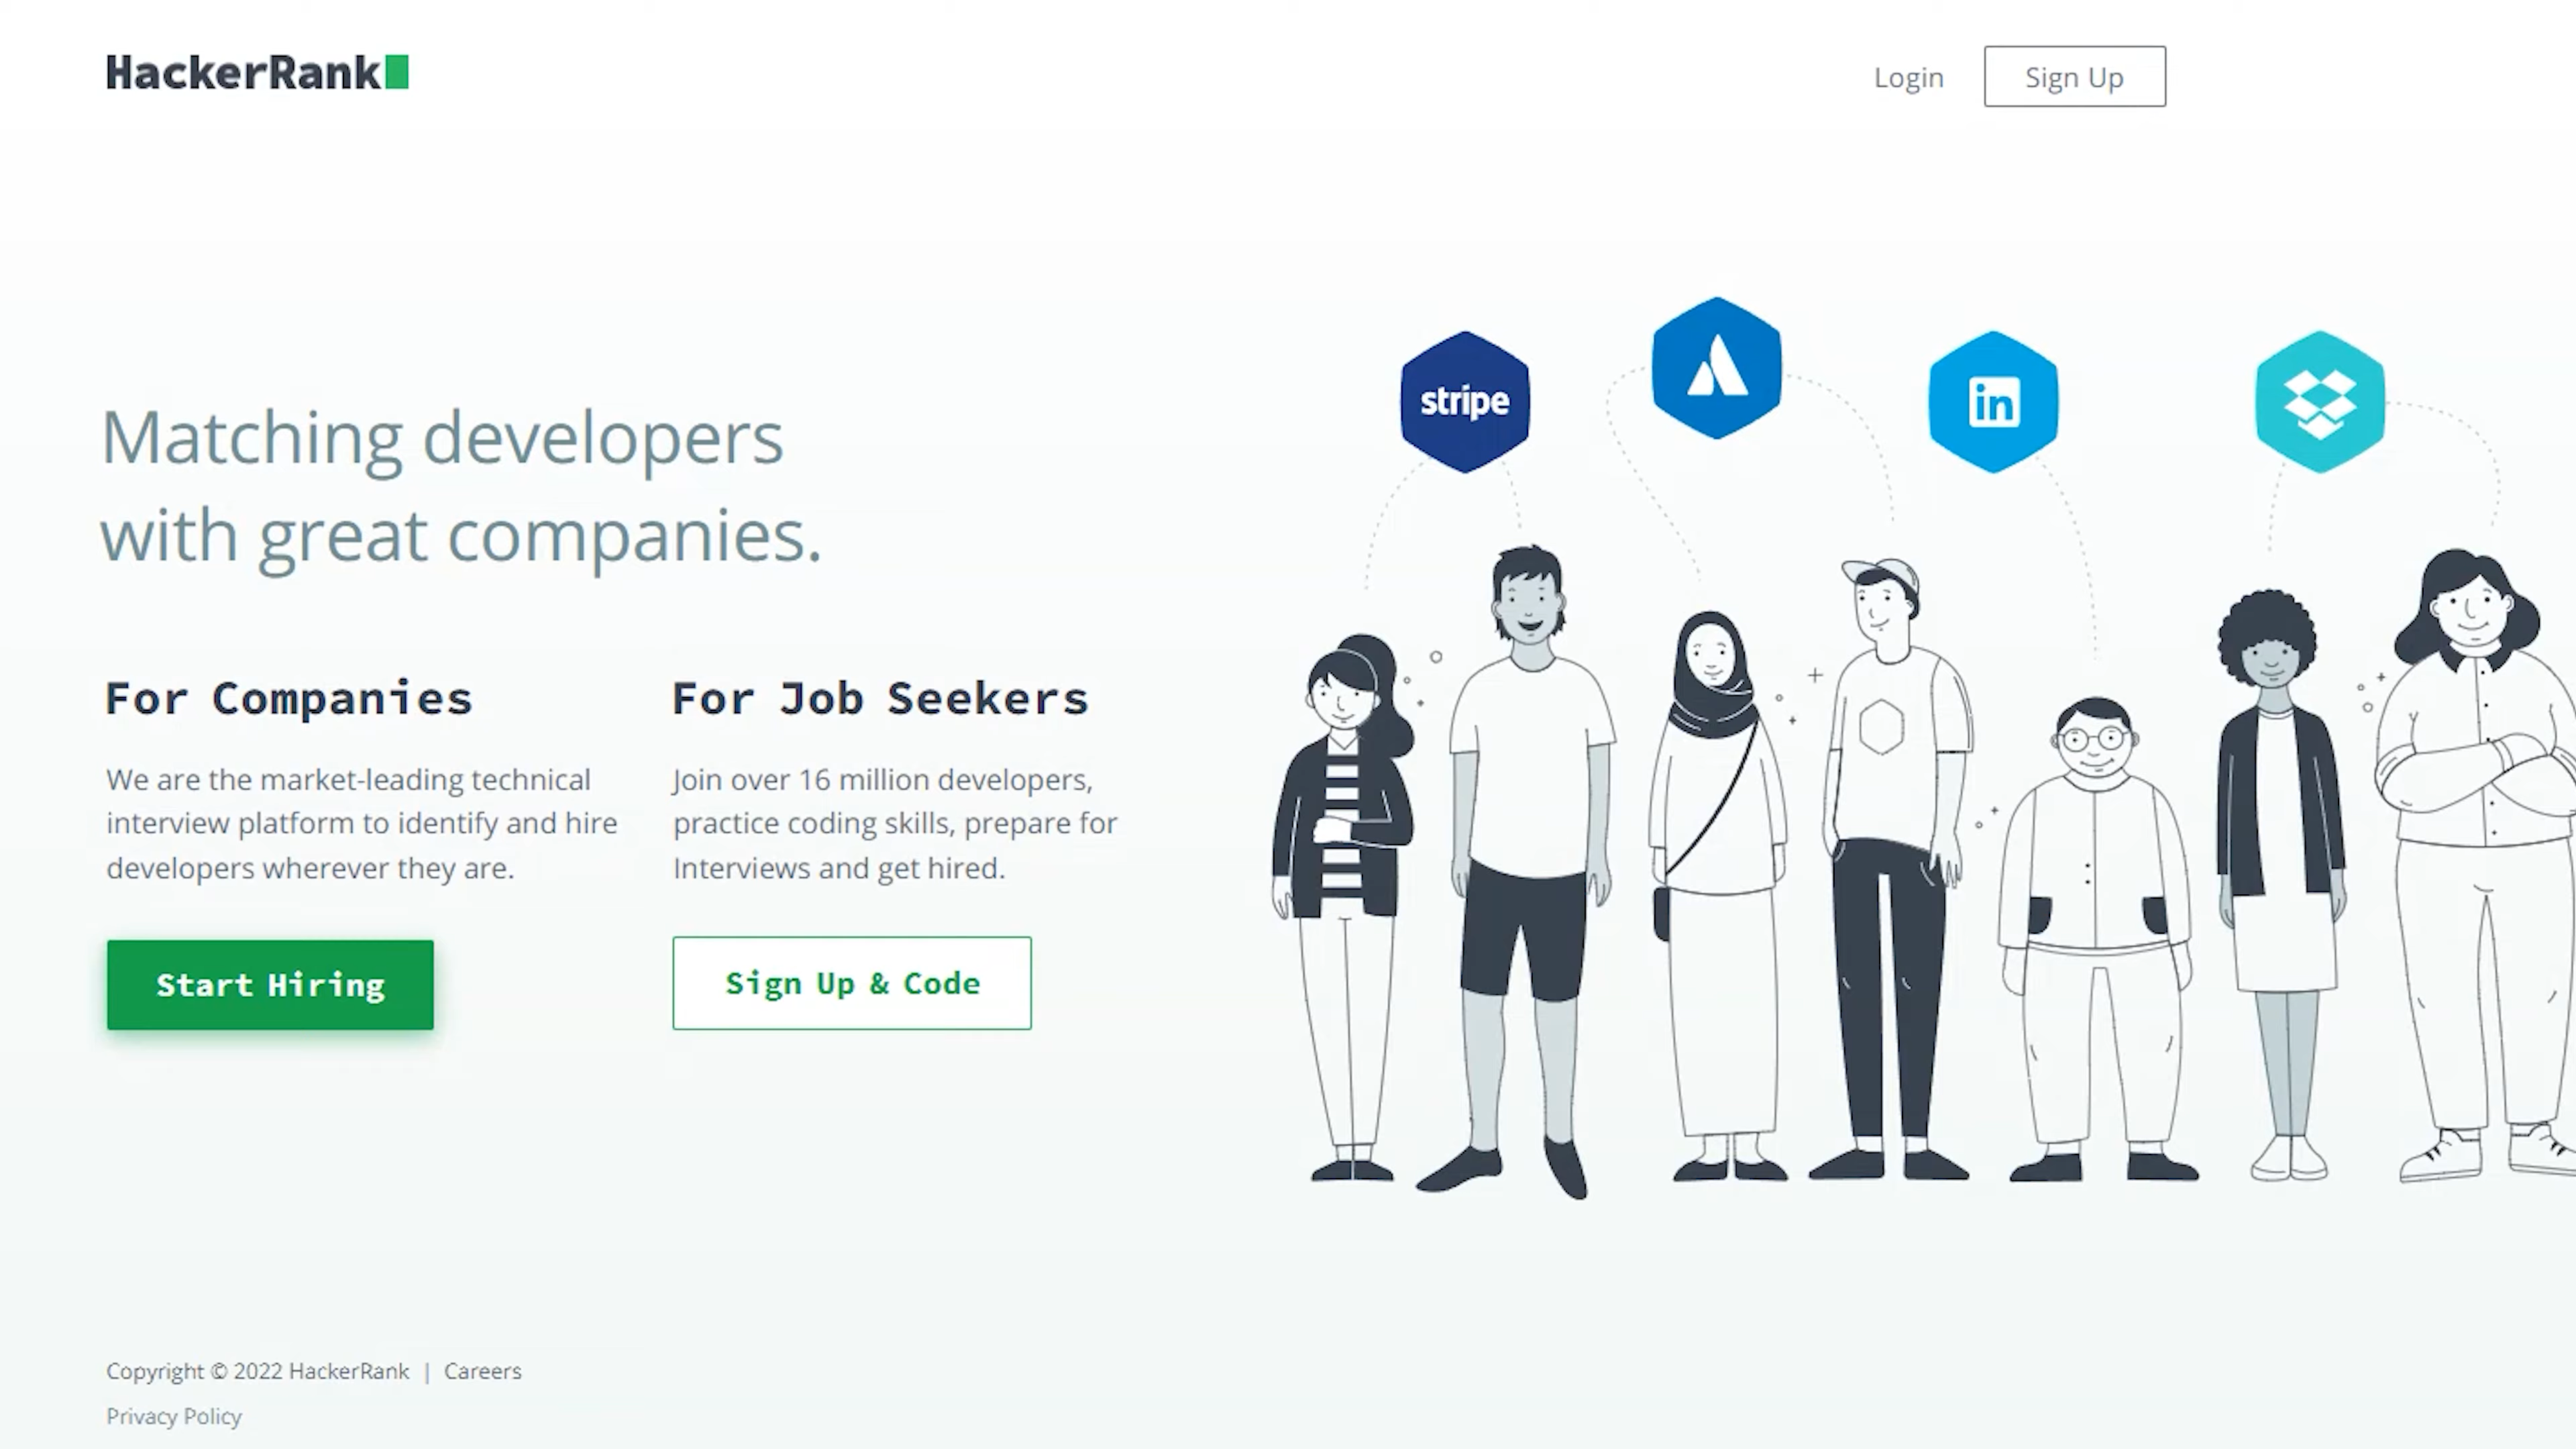 HackerRank
Login
Sign Up
stripe
in
Matching developers
with great companies.
For Companies
We are the market-leading technical
interview platform to identify and hire
developers wherever they are.
Start Hiring
For Job Seekers
Join over 16 million developers,
practice coding skills, prepare for
Interviews and get hired.
Sign Up & Code
Copyright © 2022 HackerRank | Careers
Privacy Policy